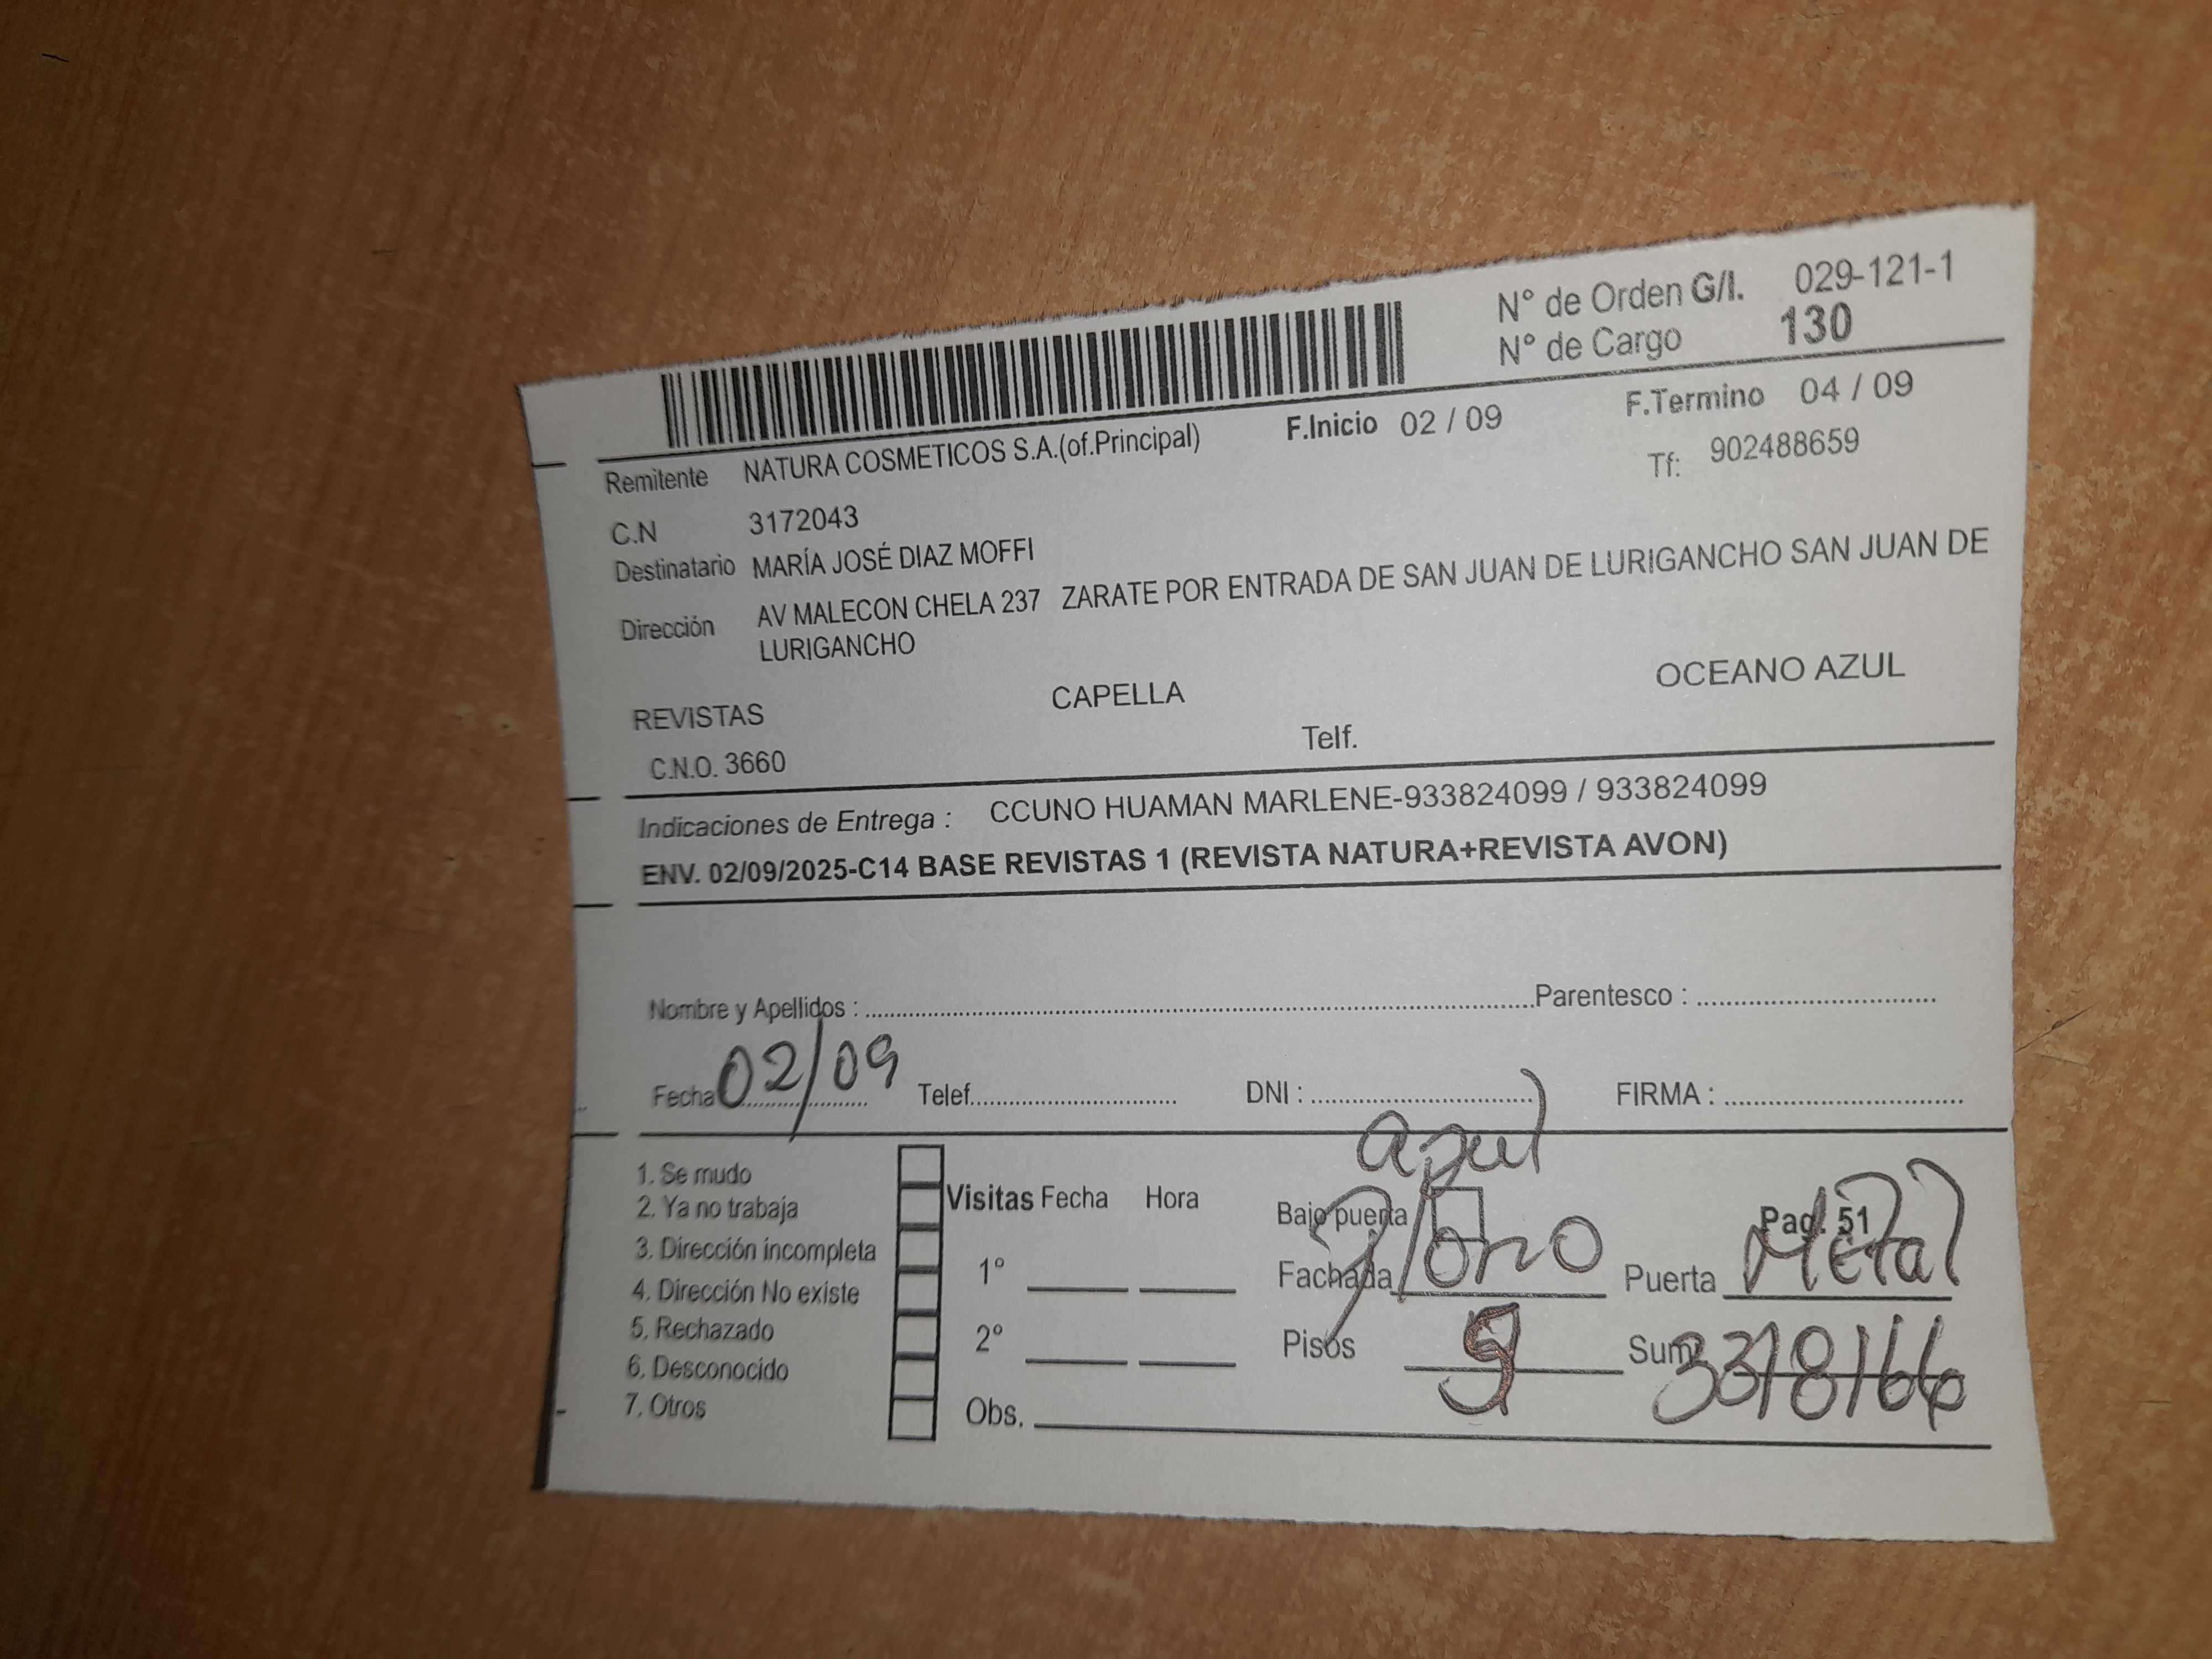 N° de Orden G/I. 029-121-1
N° de Cargo 130
F.Inicio 02 / 09 F.Termino 04 / 09
Remitente NATURA COSMETICOS S.A.(of.Principal) Tf: 902488659
C.N 3172043
Destinatario MARÍA JOSÉ DIAZ MOFFI
Dirección AV MALECON CHELA 237 ZARATE POR ENTRADA DE SAN JUAN DE LURIGANCHO SAN JUAN DE
LURIGANCHO
REVISTAS CAPELLA OCEANO AZUL
C.N.O. 3660 Telf.
Indicaciones de Entrega : CCUNO HUAMAN MARLENE-933824099 / 933824099
ENV. 02/09/2025-C14 BASE REVISTAS 1 (REVISTA NATURA+REVISTA AVON)
Nombre y Apellidos : Parentesco :
Fecha 02/09 Telef. DNI : FIRMA :
azul
1. Se mudo
2. Ya no trabaja
3. Dirección incompleta
4. Dirección No existe
5. Rechazado
6. Desconocido
7. Otros
Visitas Fecha Hora
1°
2°
Obs.
Bajo puerta Pag. 51
Fachada Puerta Metal
Pisos Sum 3318166